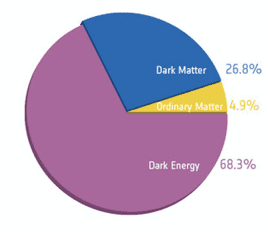 Dark Matter 26.8%
Ordinary Matter 4.9%
Dark Energy 68.3%